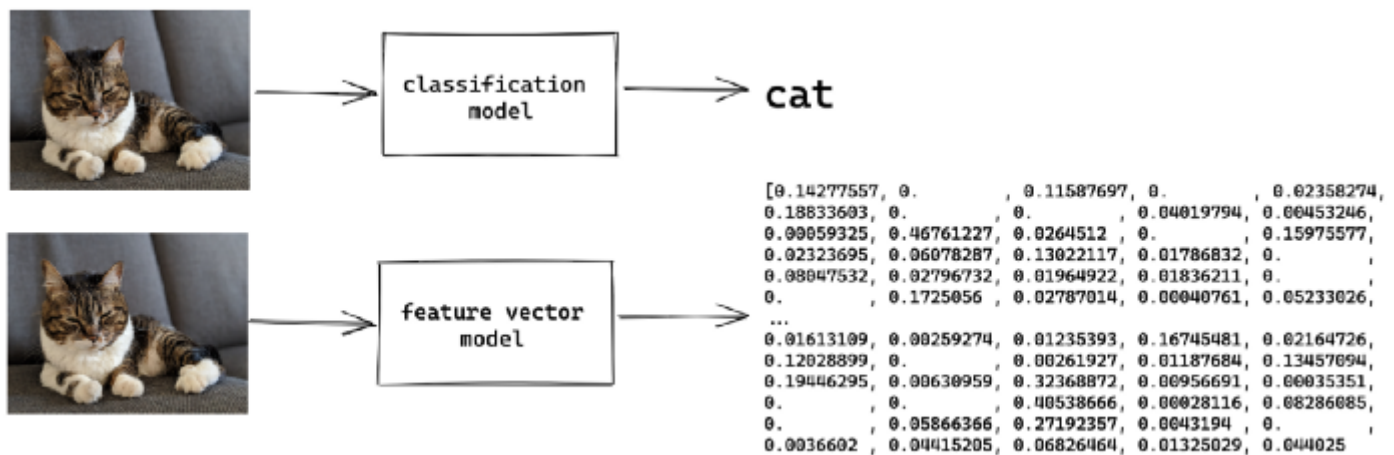 classification
model
cat
feature vector
model
[0.14277557, 0.        , 0.11587697, 0.        , 0.02358274,
0.18833603, 0.        , 0.        , 0.04019794, 0.00453246,
0.00059325, 0.46761227, 0.0264512 , 0.        , 0.15975577,
0.02323695, 0.06078287, 0.13022117, 0.01786832, 0.        ,
0.08047532, 0.02796732, 0.01964922, 0.01836211, 0.        ,
0.        , 0.1725056 , 0.02787014, 0.00040761, 0.05233026,
...
0.01613109, 0.00259274, 0.01235393, 0.16745481, 0.02164726,
0.12028899, 0.        , 0.00261927, 0.01187684, 0.13457094,
0.19446295, 0.00630959, 0.32368872, 0.00956691, 0.00035351,
0.        , 0.        , 0.40538666, 0.00028116, 0.08286085,
0.        , 0.05866366, 0.27192357, 0.0043194 , 0.        ,
0.0036602 , 0.04415205, 0.06826464, 0.01325029, 0.044025